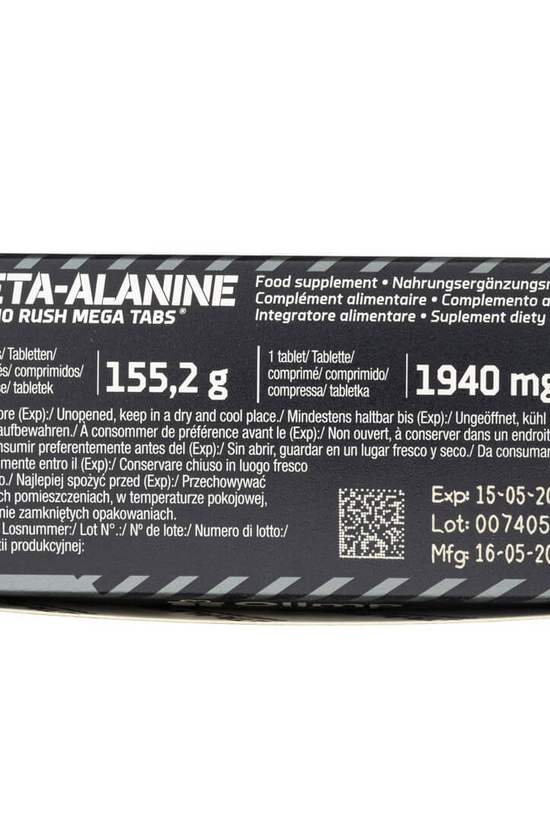 ETA-ALANINE
NO RUSH MEGA TABS®
Food supplement • Nahrungsergänzungsm
Complément alimentaire • Complemento a
Integratore alimentare • Suplement diety
s/ Tabletten/
és/ comprimidos/
se/ tabletek
155,2 g
1 tablet/ Tablette/
comprimé/ comprimido/
compressa/ tabletka
1940 mg
ore (Exp):/ Unopened, keep in a dry and cool place./ Mindestens haltbar bis (Exp):/ Ungeöffnet, kühl
aufbewahren./ À consommer de préférence avant le (Exp):/ Non ouvert, à conserver dans un endroit
nsumir preferentemente antes del (Exp):/ Sin abrir, guardar en un lugar fresco y seco./ Da consumar
mente entro il (Exp):/ Conservare chiuso in luogo fresco
o./ Najlepiej spożyć przed (Exp):/ Przechowywać
ch pomieszczeniach, w temperaturze pokojowej,
nie zamkniętych opakowaniach.
Losnummer:/ Lot N°.:/ Nº de lote:/ Numero di lotto:/
tii produkcyjnej:
Exp: 15-05-20
Lot: 007405
Mfg: 16-05-20
Olimp